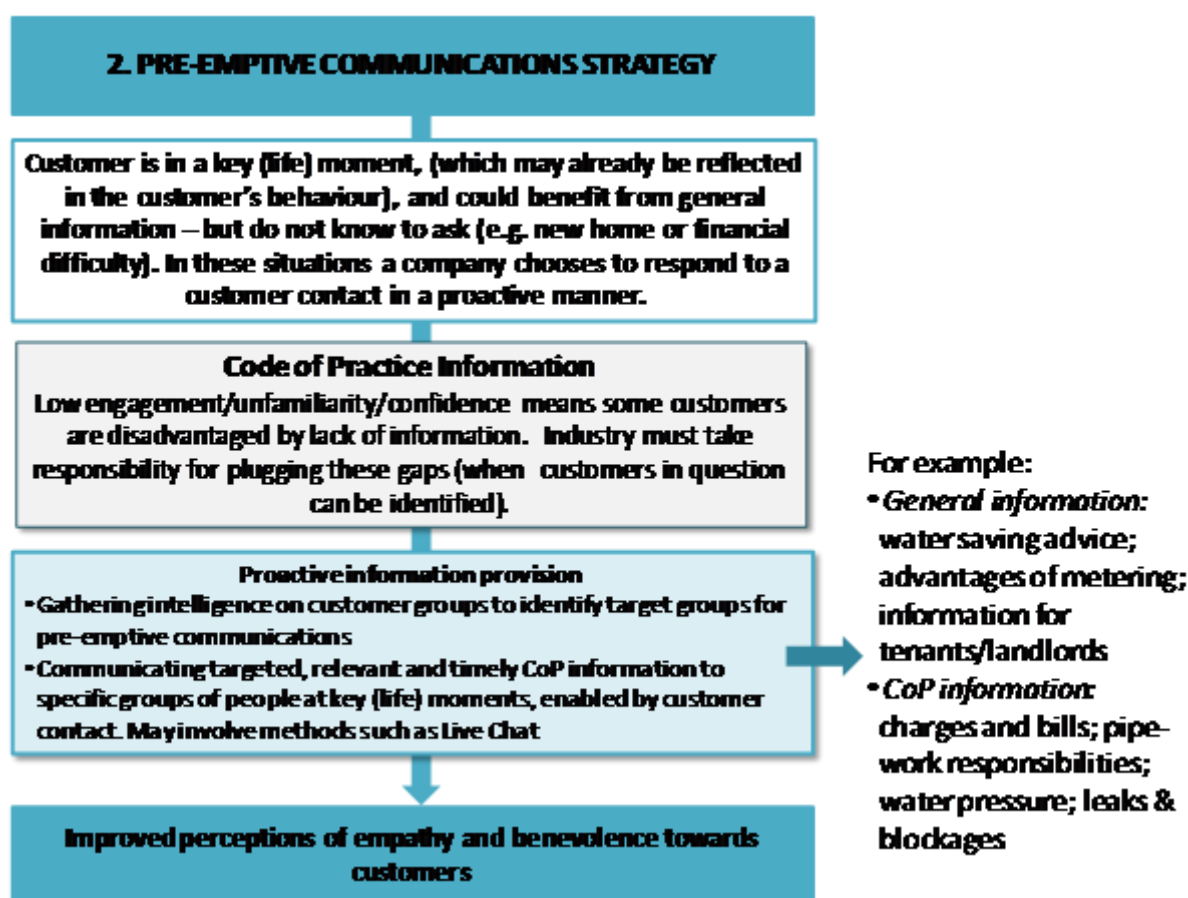 2. PRE-EMPTIVE COMMUNICATIONS STRATEGY
Customer is in a key (life) moment, (which may already be reflected
in the customer's behaviour), and could benefit from general
information – but do not know to ask (e.g. new home or financial
difficulty). In these situations a company chooses to respond to a
customer contact in a proactive manner.
Code of Practice Information
Low engagement/unfamiliarity/confidence means some customers
are disadvantaged by lack of information. Industry must take
responsibility for plugging these gaps (when customers in question
can be identified).
Proactive information provision
•Gathering intelligence on customer groups to identify target groups for
pre-emptive communications
•Communicating targeted, relevant and timely CoP information to
specific groups of people at key (life) moments, enabled by customer
contact. May involve methods such as Live Chat
Improved perceptions of empathy and benevolence towards
customers
For example:
•General information:
water saving advice;
advantages of metering;
information for
tenants/landlords
•CoP information:
charges and bills; pipe-
work responsibilities;
water pressure; leaks &
blockages